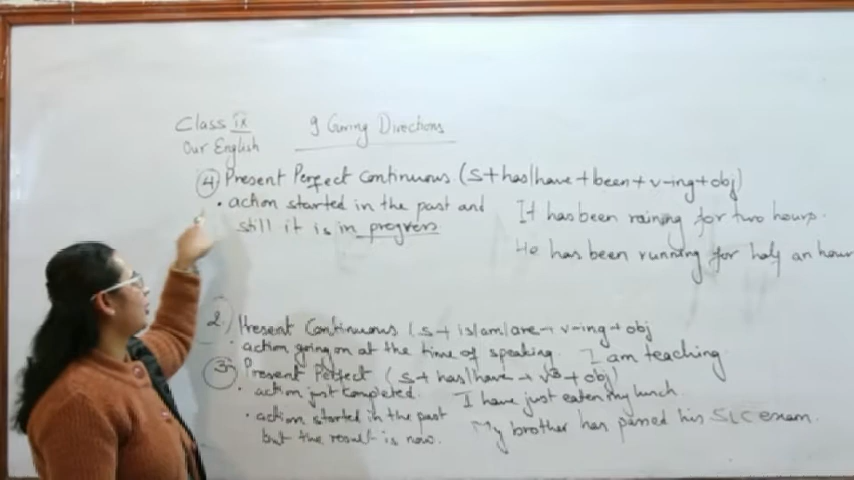 Class IX
9 Giving Directions
Our English
4 Present Perfect Continuous (S+has/have+been+v-ing+obj)
• action started in the past and
still it is in progress.
It has been raining for two hours.
He has been running for half an hour
2. Present Continuous (S+ is/am/are+ v-ing+obj
• action going on at the time of speaking. I am teaching
3. Present Perfect (S+ has/have + v3 + obj)
• action just completed. I have just eaten my lunch.
• action started in the past
but the result is now. My brother has passed his SLC exam.